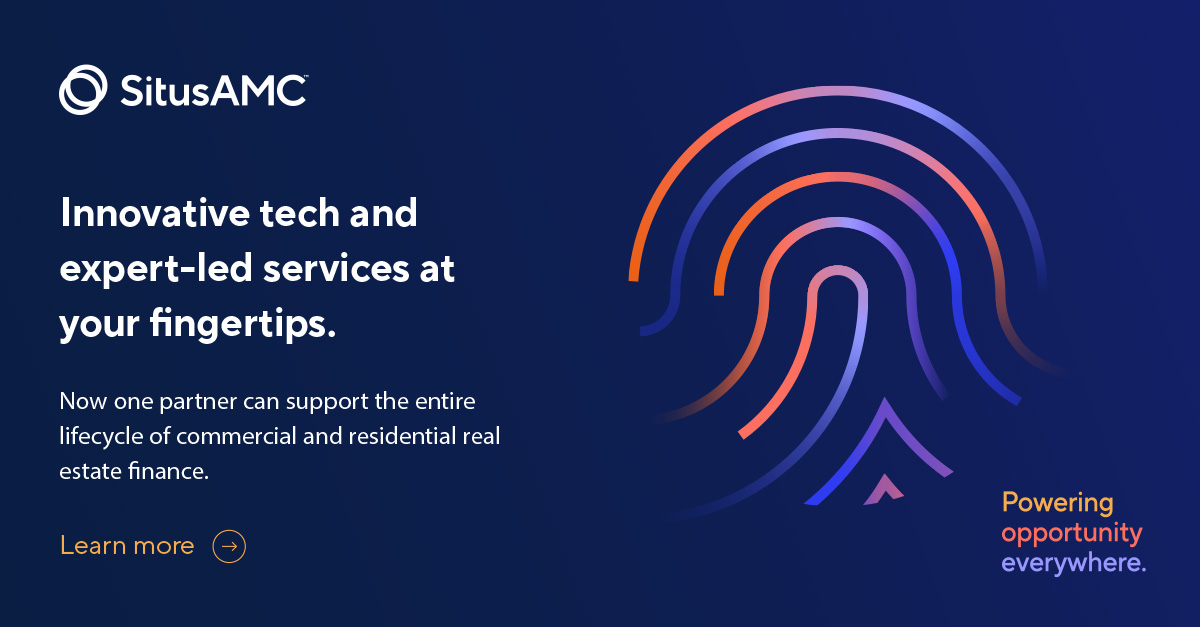 SitusAMC™
Innovative tech and
expert-led services at
your fingertips.
Now one partner can support the entire
lifecycle of commercial and residential real
estate finance.
Learn more
Powering
opportunity
everywhere.